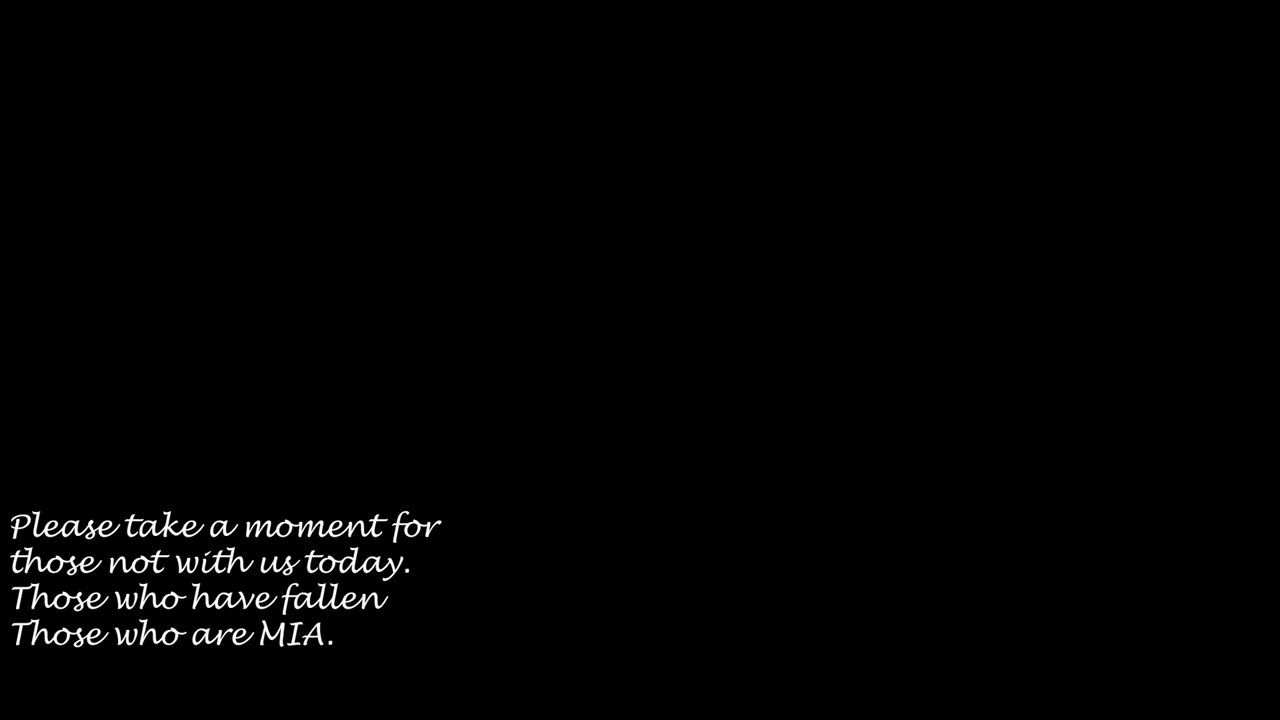 Please take a moment for
those not with us today.
Those who have fallen
Those who are MIA.